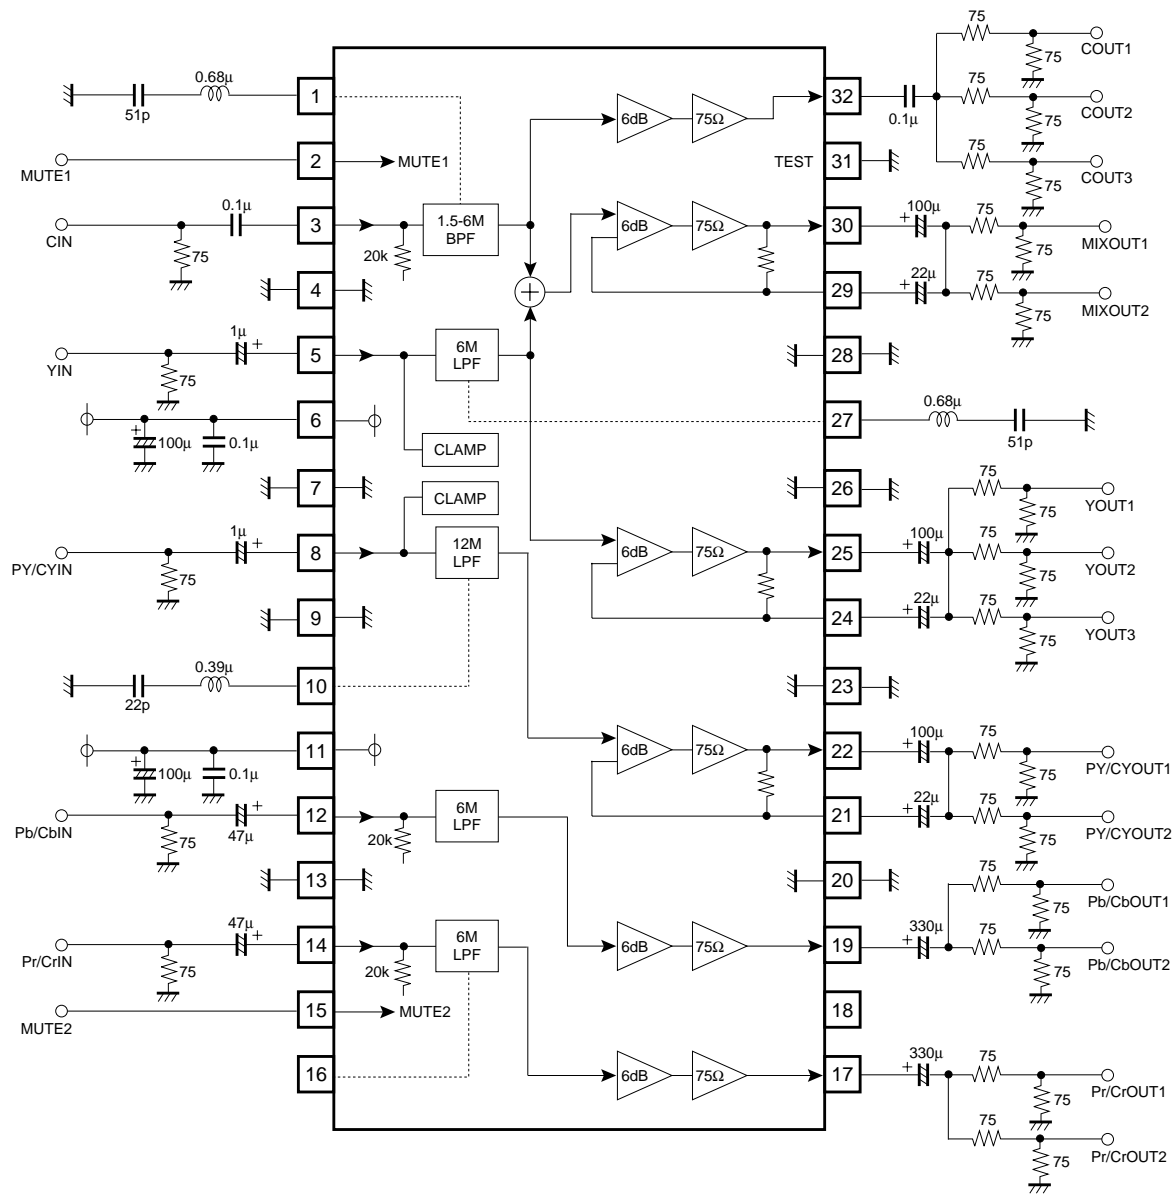 75
COUT1
75
0.68μ
1
51p
6dB
75Ω
32
0.1μ
75
COUT2
75
MUTE1
2
MUTE1
TEST
31
75
COUT3
75
0.1μ
CIN
75
3
20k
1.5-6M
BPF
6dB
75Ω
30
100μ
+
75
MIXOUT1
75
4
+
29
22μ
+
75
MIXOUT2
75
1μ
+
YIN
75
5
6M
LPF
28
+
100μ
0.1μ
6
CLAMP
27
0.68μ
51p
7
CLAMP
26
75
YOUT1
75
1μ
+
PY/CYIN
75
8
12M
LPF
6dB
75Ω
25
100μ
+
75
YOUT2
75
9
24
22μ
+
75
YOUT3
75
0.39μ
22p
10
23
+
100μ
0.1μ
11
6dB
75Ω
22
100μ
+
75
PY/CYOUT1
75
Pb/CbIN
75
47μ
+
12
20k
6M
LPF
21
22μ
+
75
PY/CYOUT2
75
13
20
75
Pb/CbOUT1
75
47μ
+
Pr/CrIN
75
14
20k
6M
LPF
6dB
75Ω
19
330μ
+
75
Pb/CbOUT2
75
MUTE2
15
MUTE2
18
16
6dB
75Ω
17
330μ
+
75
Pr/CrOUT1
75
75
Pr/CrOUT2
75